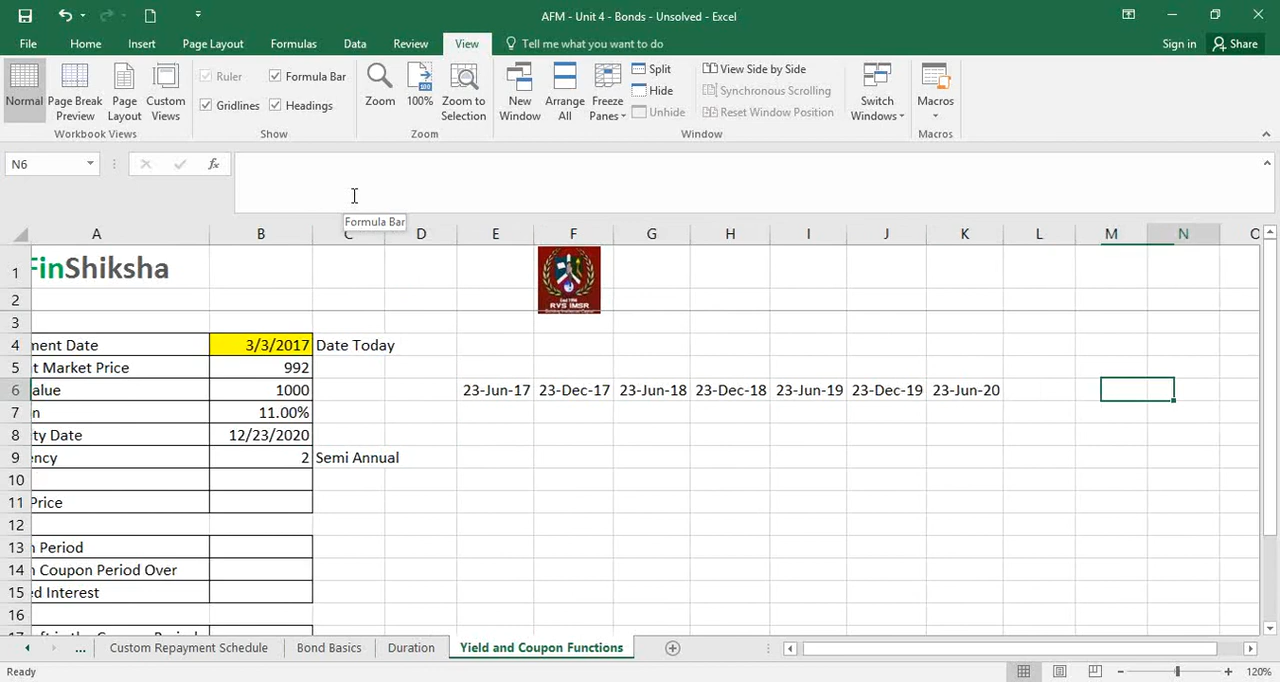 AFM - Unit 4 - Bonds - Unsolved - Excel
File Home Insert Page Layout Formulas Data Review View Tell me what you want to do Sign in Share
Normal Page Break Preview Page Layout Custom Views
Workbook Views
Ruler Formula Bar
Gridlines Headings
Show
Zoom 100% Zoom to Selection
Zoom
New Window Arrange All Freeze Panes
Split
Hide
Unhide
View Side by Side
Synchronous Scrolling
Reset Window Position
Window
Switch Windows
Macros
Macros
N6 fx
Formula Bar
A B C D E F G H I J K L M N O
1 FinShiksha
RVS IMSR
2
3
4 ment Date 3/3/2017 Date Today
5 t Market Price 992
6 alue 1000 23-Jun-17 23-Dec-17 23-Jun-18 23-Dec-18 23-Jun-19 23-Dec-19 23-Jun-20
7 n 11.00%
8 ty Date 12/23/2020
9 ency 2 Semi Annual
10
11 Price
12
13 n Period
14 n Coupon Period Over
15 ed Interest
16
... Custom Repayment Schedule Bond Basics Duration Yield and Coupon Functions
Ready 120%